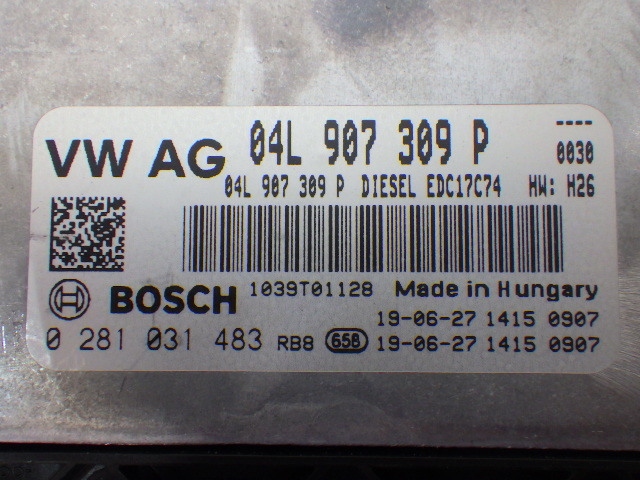 ----
VW AG 04L 907 309 P 0030
04L 907 309 P DIESEL EDC17C74 HW: H26
BOSCH 1039T01128 Made in Hungary
19-06-27 1415 0907
0 281 031 483 RB8 65B 19-06-27 1415 0907